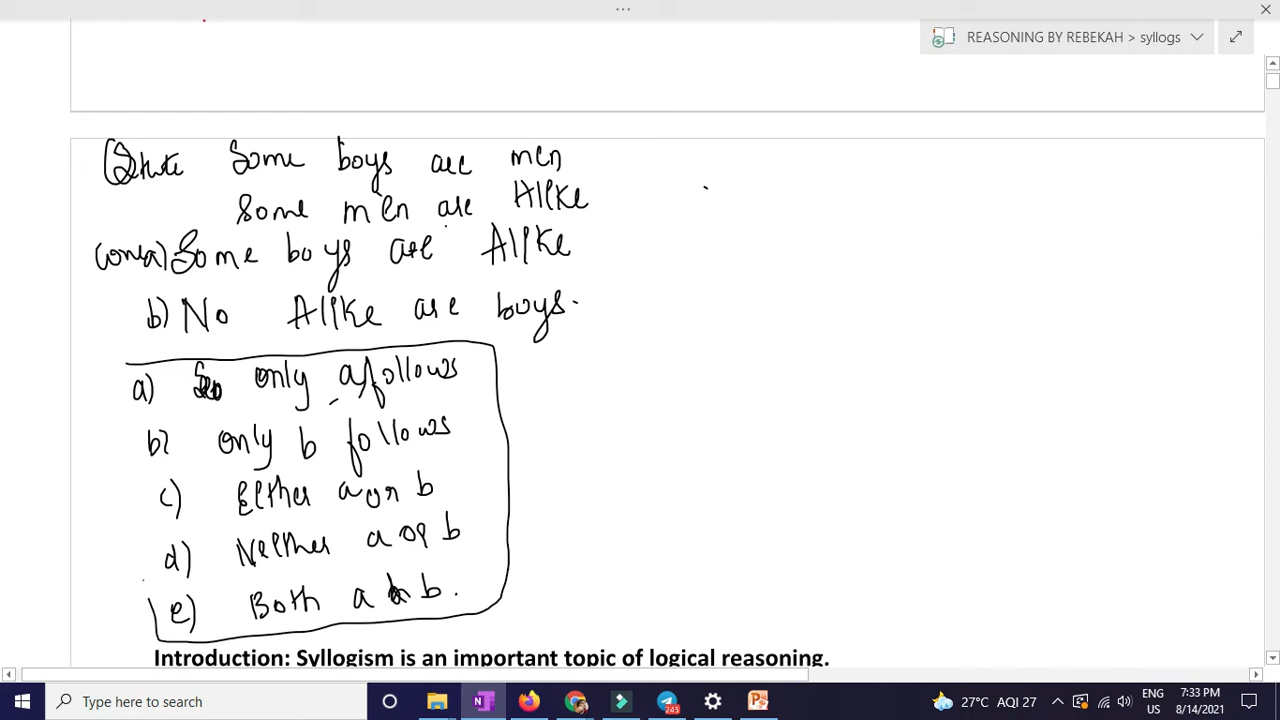 ...
REASONING BY REBEKAH > syllogs
Some boys are men
Some men are Alike
a) Some boys are Alike
b) No Alike are boys.
a) only a follows
b) only b follows
c) Either a or b
d) Neither a or b
e) Both a & b.
Introduction: Syllogism is an important topic of logical reasoning.
Type here to search
245
27°C AQI 27
ENG
US
7:33 PM
8/14/2021